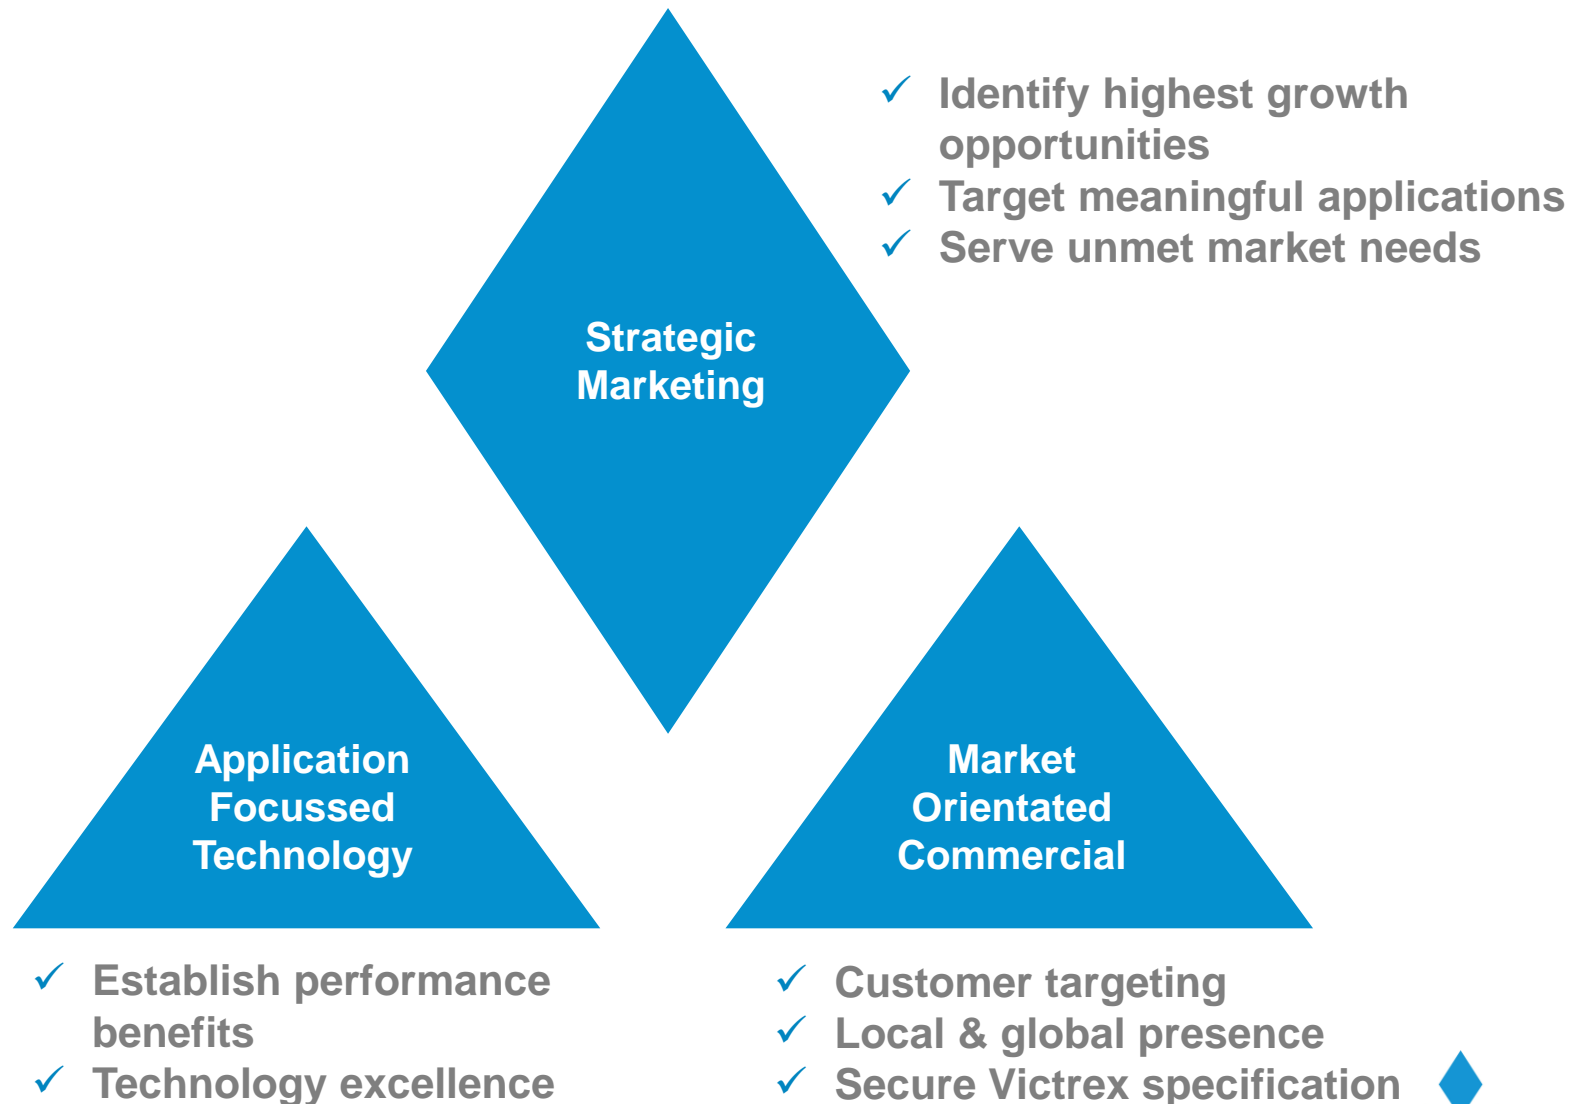 ✓ Identify highest growth
opportunities
✓ Target meaningful applications
✓ Serve unmet market needs
Strategic
Marketing
Application
Focussed
Technology
Market
Orientated
Commercial
✓ Establish performance
benefits
✓ Technology excellence
✓ Customer targeting
✓ Local & global presence
✓ Secure Victrex specification